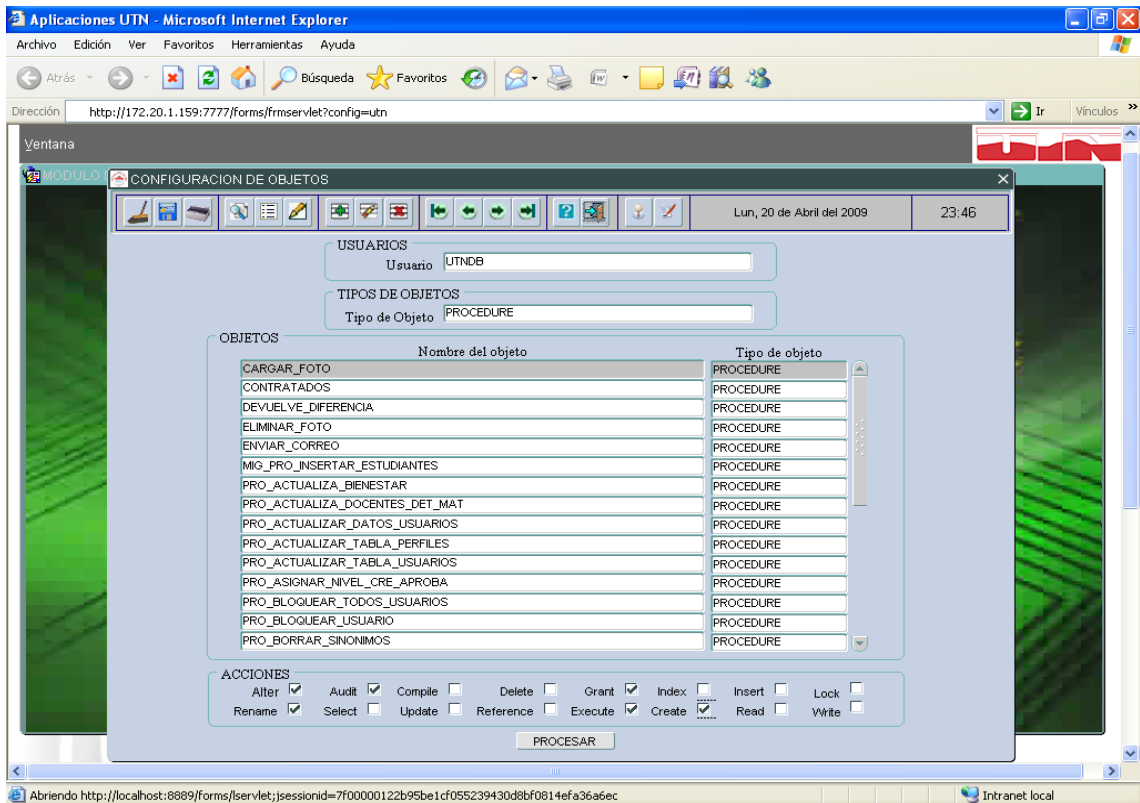 Aplicaciones UTN - Microsoft Internet Explorer
Archivo Edición Ver Favoritos Herramientas Ayuda
Atrás Búsqueda Favoritos
Dirección http://172.20.1.159:7777/forms/frmservlet?config=utn Ir Vínculos »
Ventana
MODULO
CONFIGURACION DE OBJETOS
Lun, 20 de Abril del 2009 23:46
USUARIOS
Usuario UTNDB
TIPOS DE OBJETOS
Tipo de Objeto PROCEDURE
OBJETOS
Nombre del objeto Tipo de objeto
CARGAR_FOTO PROCEDURE
CONTRATADOS PROCEDURE
DEVUELVE_DIFERENCIA PROCEDURE
ELIMINAR_FOTO PROCEDURE
ENVIAR_CORREO PROCEDURE
MIG_PRO_INSERTAR_ESTUDIANTES PROCEDURE
PRO_ACTUALIZA_BIENESTAR PROCEDURE
PRO_ACTUALIZA_DOCENTES_DET_MAT PROCEDURE
PRO_ACTUALIZAR_DATOS_USUARIOS PROCEDURE
PRO_ACTUALIZAR_TABLA_PERFILES PROCEDURE
PRO_ACTUALIZAR_TABLA_USUARIOS PROCEDURE
PRO_ASIGNAR_NIVEL_CRE_APROBA PROCEDURE
PRO_BLOQUEAR_TODOS_USUARIOS PROCEDURE
PRO_BLOQUEAR_USUARIO PROCEDURE
PRO_BORRAR_SINONIMOS PROCEDURE
ACCIONES
Alter Audit Compile Delete Grant Index Insert Lock
Rename Select Update Reference Execute Create Read Write
PROCESAR
Abriendo http://localhost:8889/forms/lservlet;jsessionid=7f00000122b95be1cf055239430d8bf0814efa36a6ec Intranet local